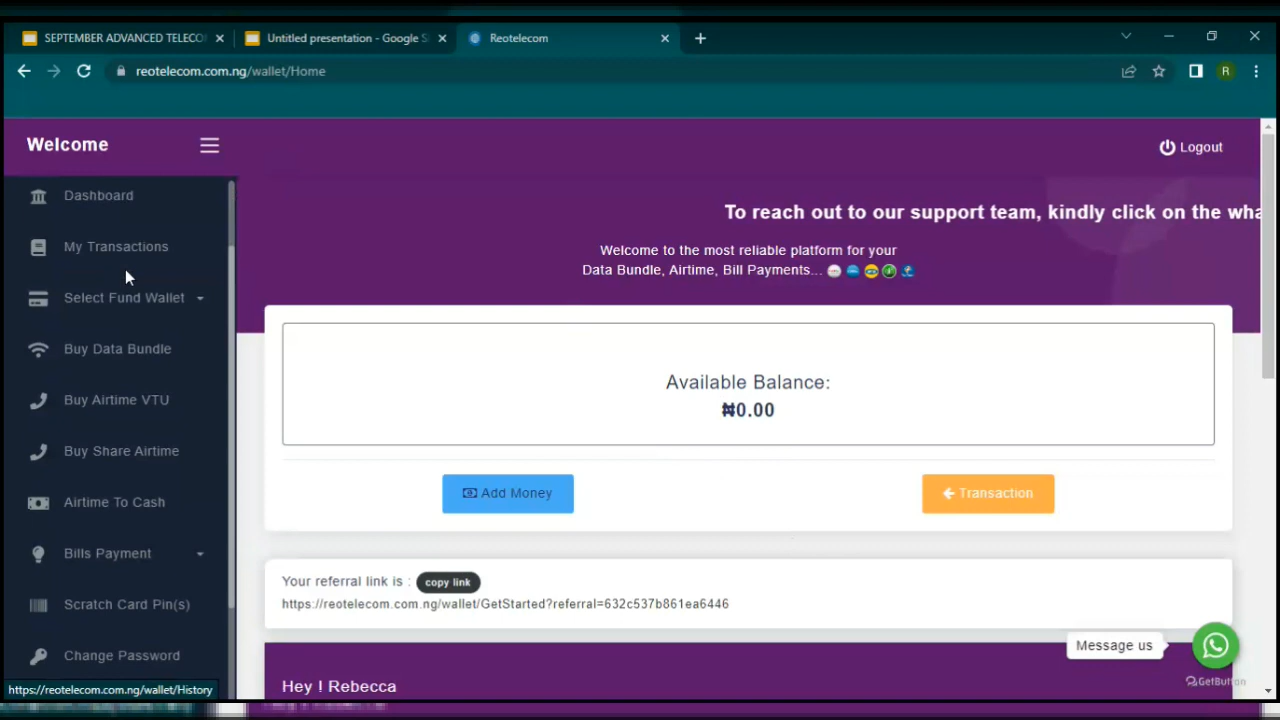 SEPTEMBER ADVANCED TELECO
Untitled presentation - Google S
Reotelecom
reotelecom.com.ng/wallet/Home
R
Welcome
Logout
Dashboard
My Transactions
Select Fund Wallet
Buy Data Bundle
Buy Airtime VTU
Buy Share Airtime
Airtime To Cash
Bills Payment
Scratch Card Pin(s)
Change Password
https://reotelecom.com.ng/wallet/History
To reach out to our support team, kindly click on the wha
Welcome to the most reliable platform for your
Data Bundle, Airtime, Bill Payments...
Available Balance:
₦0.00
Add Money
Transaction
Your referral link is : copy link
https://reotelecom.com.ng/wallet/GetStarted?referral=632c537b861ea6446
Message us
GetButton
Hey ! Rebecca